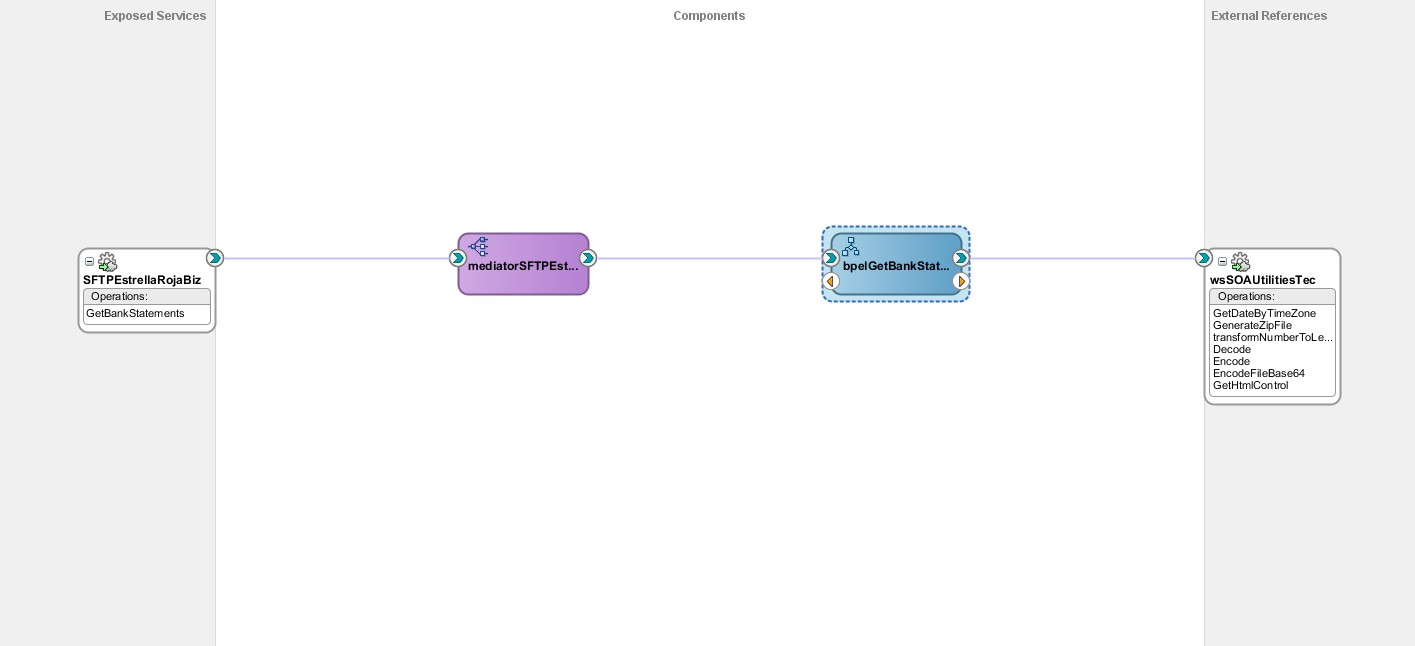 Exposed Services
Components
External References
SFTPEstrellaRojaBiz
Operations:
GetBankStatements
mediatorSFTPEst...
bpelGetBankStat...
wsSOAUtilitiesTec
Operations:
GetDateByTimeZone
GenerateZipFile
transformNumberToLe...
Decode
Encode
EncodeFileBase64
GetHtmlControl